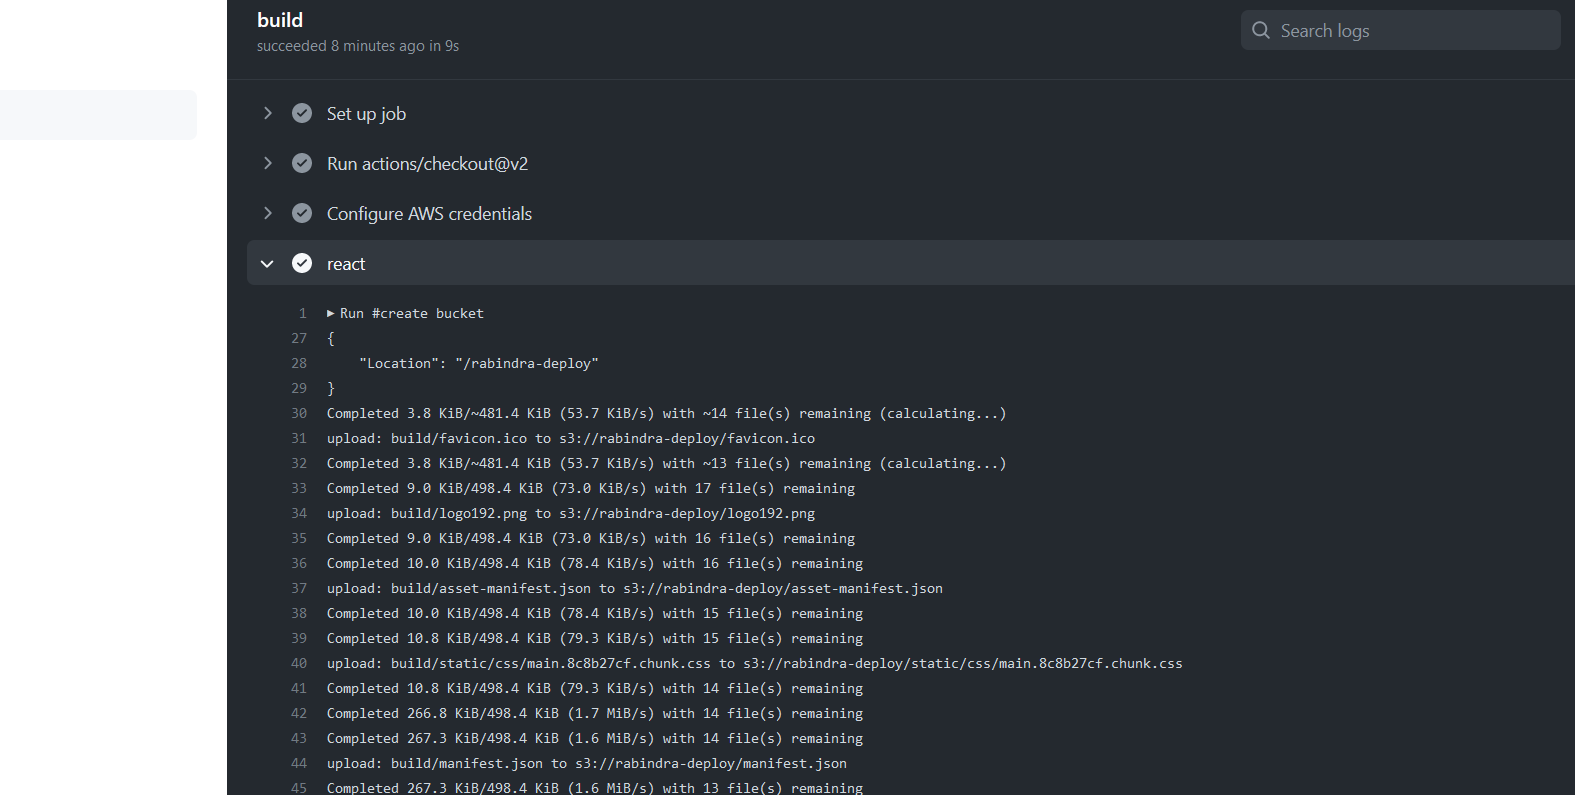 build
succeeded 8 minutes ago in 9s
Search logs
Set up job
Run actions/checkout@v2
Configure AWS credentials
react
1 ▶ Run #create bucket
27 {
28     "Location": "/rabindra-deploy"
29 }
30 Completed 3.8 KiB/~481.4 KiB (53.7 KiB/s) with ~14 file(s) remaining (calculating...)
31 upload: build/favicon.ico to s3://rabindra-deploy/favicon.ico
32 Completed 3.8 KiB/~481.4 KiB (53.7 KiB/s) with ~13 file(s) remaining (calculating...)
33 Completed 9.0 KiB/498.4 KiB (73.0 KiB/s) with 17 file(s) remaining
34 upload: build/logo192.png to s3://rabindra-deploy/logo192.png
35 Completed 9.0 KiB/498.4 KiB (73.0 KiB/s) with 16 file(s) remaining
36 Completed 10.0 KiB/498.4 KiB (78.4 KiB/s) with 16 file(s) remaining
37 upload: build/asset-manifest.json to s3://rabindra-deploy/asset-manifest.json
38 Completed 10.0 KiB/498.4 KiB (78.4 KiB/s) with 15 file(s) remaining
39 Completed 10.8 KiB/498.4 KiB (79.3 KiB/s) with 15 file(s) remaining
40 upload: build/static/css/main.8c8b27cf.chunk.css to s3://rabindra-deploy/static/css/main.8c8b27cf.chunk.css
41 Completed 10.8 KiB/498.4 KiB (79.3 KiB/s) with 14 file(s) remaining
42 Completed 266.8 KiB/498.4 KiB (1.7 MiB/s) with 14 file(s) remaining
43 Completed 267.3 KiB/498.4 KiB (1.6 MiB/s) with 14 file(s) remaining
44 upload: build/manifest.json to s3://rabindra-deploy/manifest.json
45 Completed 267.3 KiB/498.4 KiB (1.6 MiB/s) with 13 file(s) remaining